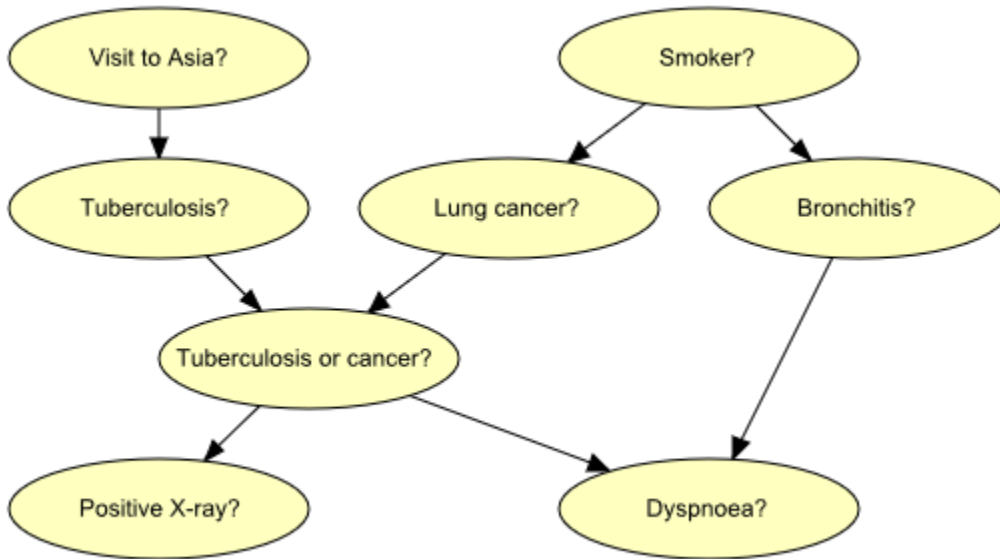 Visit to Asia?
Smoker?
Tuberculosis?
Lung cancer?
Bronchitis?
Tuberculosis or cancer?
Positive X-ray?
Dyspnoea?